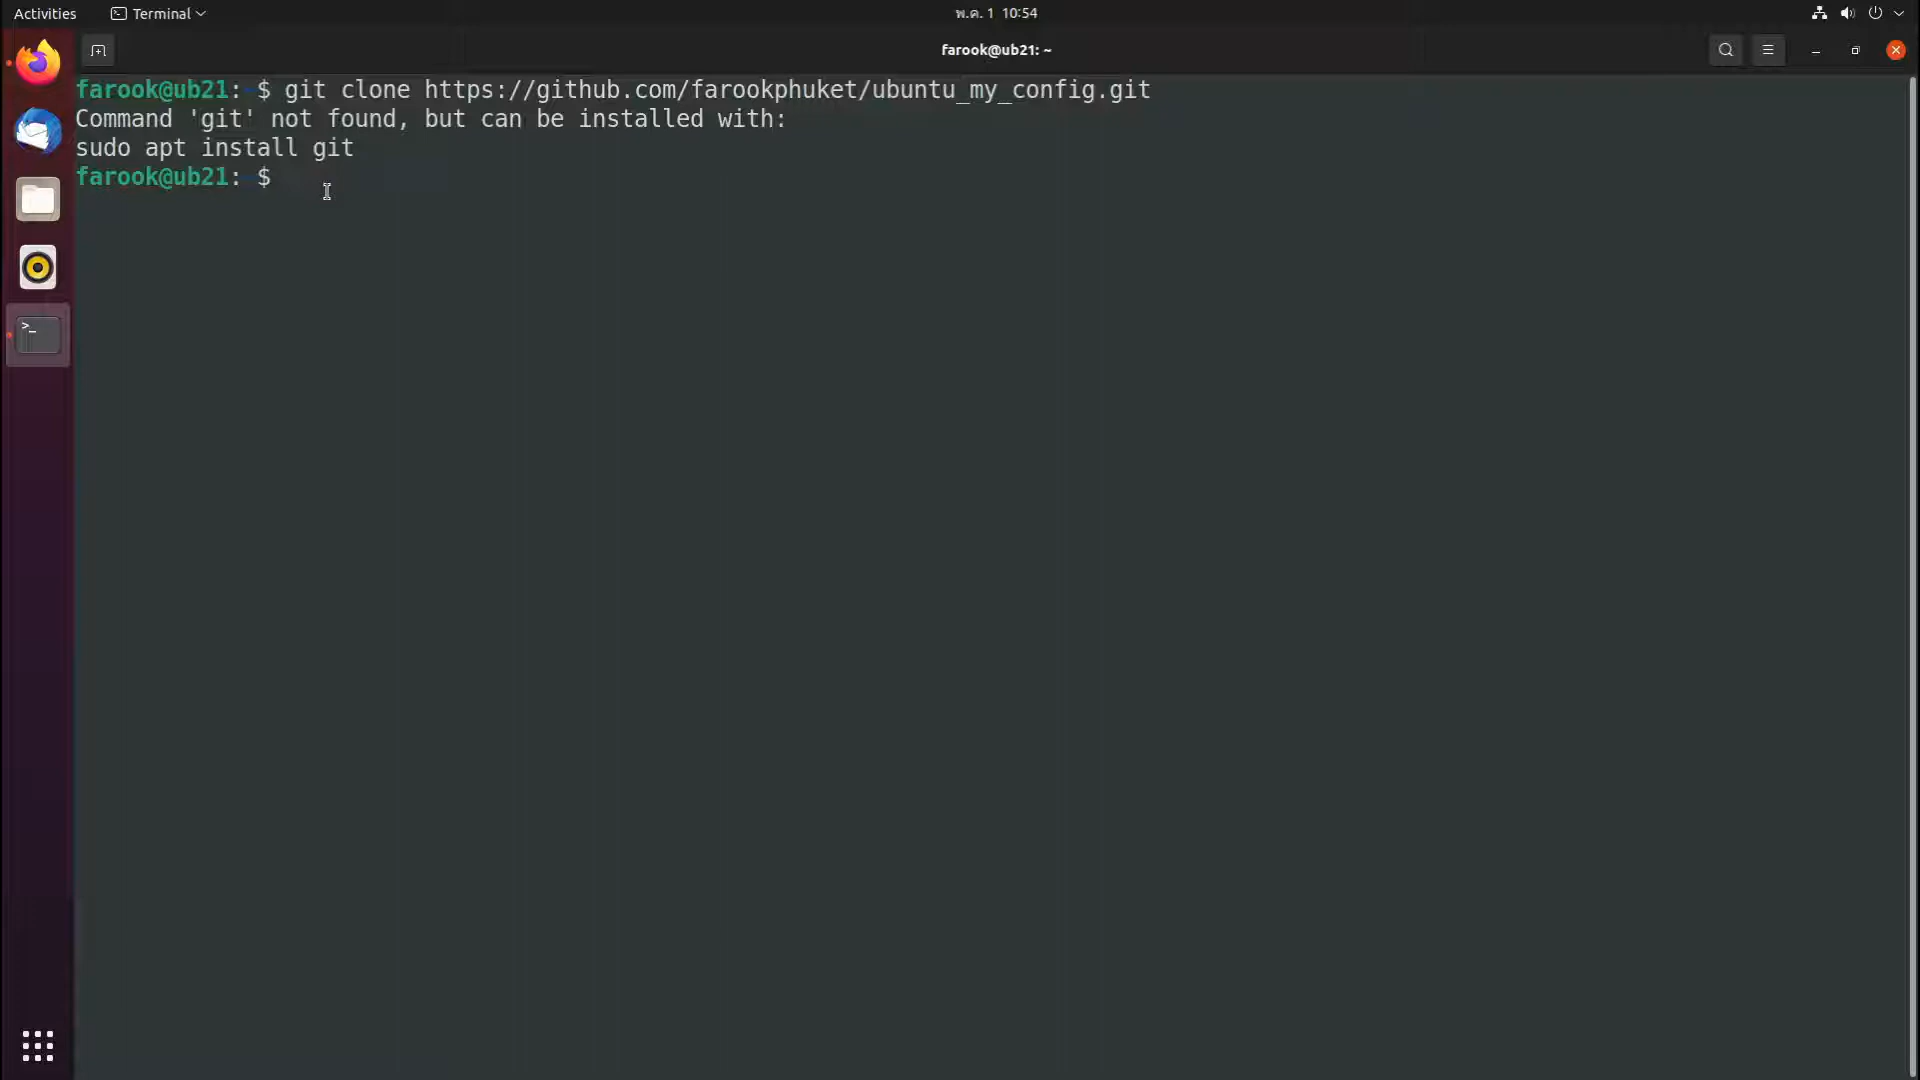 Activities
Terminal
พ.ค. 1 10:54
farook@ub21: ~
farook@ub21:~$ git clone https://github.com/farookphuket/ubuntu_my_config.git
Command 'git' not found, but can be installed with:
sudo apt install git
farook@ub21:~$